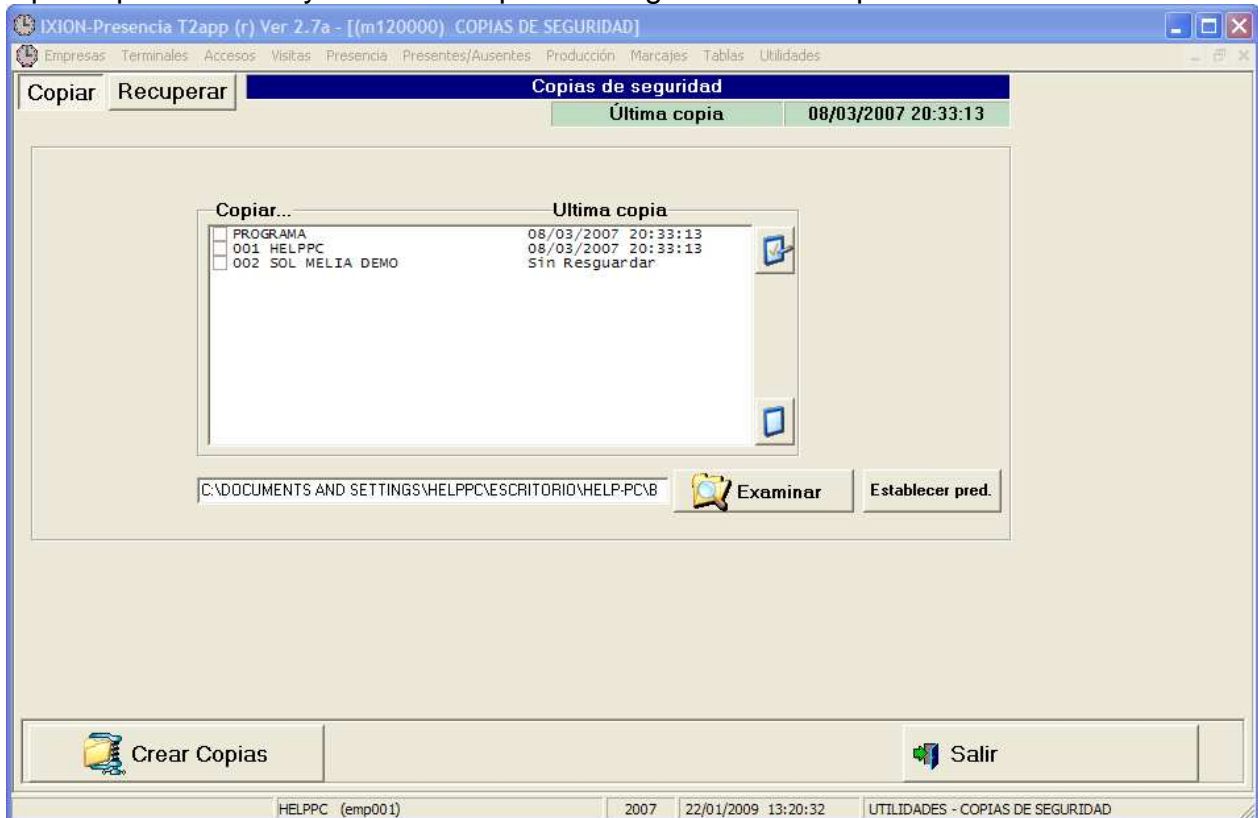 IXION-Presencia T2app (r) Ver 2.7a - [(m120000) COPIAS DE SEGURIDAD]
Empresas Terminales Accesos Visitas Presencia Presentes/Ausentes Producción Marcajes Tablas Utilidades
Copiar Recuperar Copias de seguridad
Última copia 08/03/2007 20:33:13
Copiar... Ultima copia
PROGRAMA 08/03/2007 20:33:13
001 HELPPC 08/03/2007 20:33:13
002 SOL MELIA DEMO Sin Resguardar
C:\DOCUMENTS AND SETTINGS\HELPPC\ESCRITORIO\HELP-PC\B Examinar Establecer pred.
Crear Copias Salir
HELPPC (emp001) 2007 22/01/2009 13:20:32 UTILIDADES - COPIAS DE SEGURIDAD